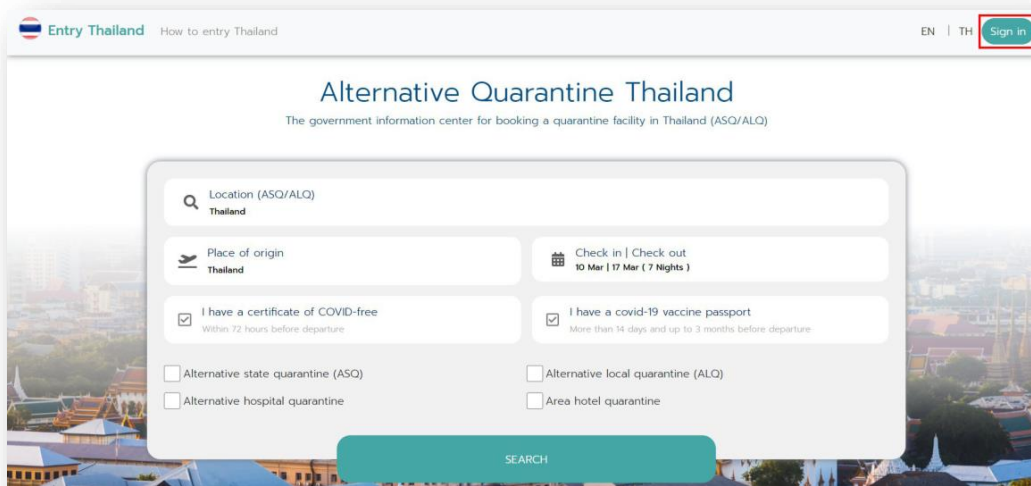 Entry Thailand How to entry Thailand EN | TH Sign in
Alternative Quarantine Thailand
The government information center for booking a quarantine facility in Thailand (ASQ/ALQ)
Location (ASQ/ALQ)
Thailand
Place of origin
Thailand
Check in | Check out
10 Mar | 17 Mar ( 7 Nights )
I have a certificate of COVID-free
Within 72 hours before departure
I have a covid-19 vaccine passport
More than 14 days and up to 3 months before departure
Alternative state quarantine (ASQ)
Alternative local quarantine (ALQ)
Alternative hospital quarantine
Area hotel quarantine
SEARCH